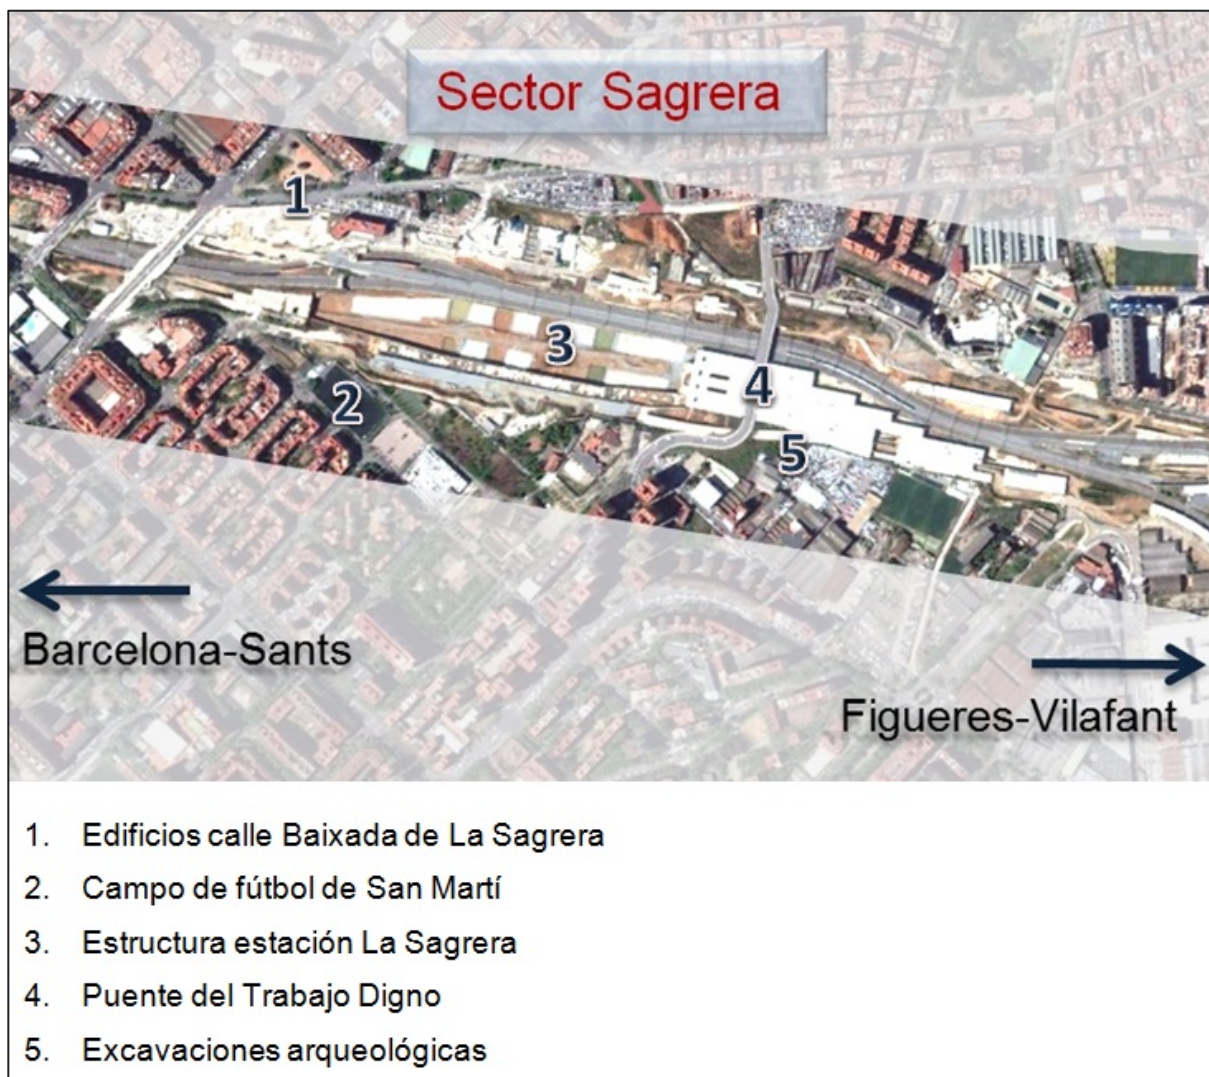 Sector Sagrera
1
2
3
4
5
Barcelona-Sants
Figueres-Vilafant
1. Edificios calle Baixada de La Sagrera
2. Campo de fútbol de San Martí
3. Estructura estación La Sagrera
4. Puente del Trabajo Digno
5. Excavaciones arqueológicas